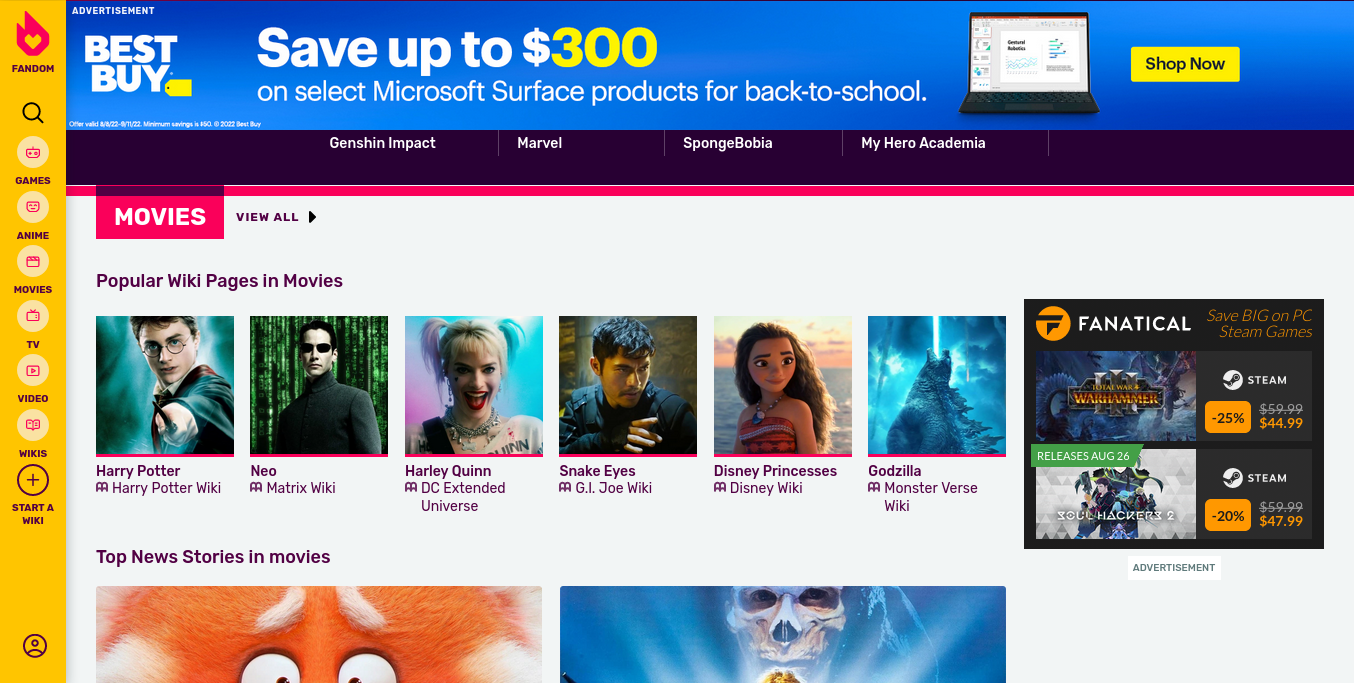 FANDOM
GAMES
ANIME
MOVIES
TV
VIDEO
WIKIS
START A
WIKI
ADVERTISEMENT
BEST
BUY
Save up to $300
on select Microsoft Surface products for back-to-school.
Shop Now
Offer valid 8/8/22-9/11/22. Minimum savings is $50. © 2022 Best Buy
Genshin Impact
Marvel
SpongeBobia
My Hero Academia
MOVIES
VIEW ALL
Popular Wiki Pages in Movies
Harry Potter
Harry Potter Wiki
Neo
Matrix Wiki
Harley Quinn
DC Extended
Universe
Snake Eyes
G.I. Joe Wiki
Disney Princesses
Disney Wiki
Godzilla
Monster Verse
Wiki
Top News Stories in movies
FANATICAL
Save BIG on PC
Steam Games
TOTAL WAR
WARHAMMER
III
STEAM
-25%
$59.99
$44.99
RELEASES AUG 26
SOUL HACKERS 2
STEAM
-20%
$59.99
$47.99
ADVERTISEMENT